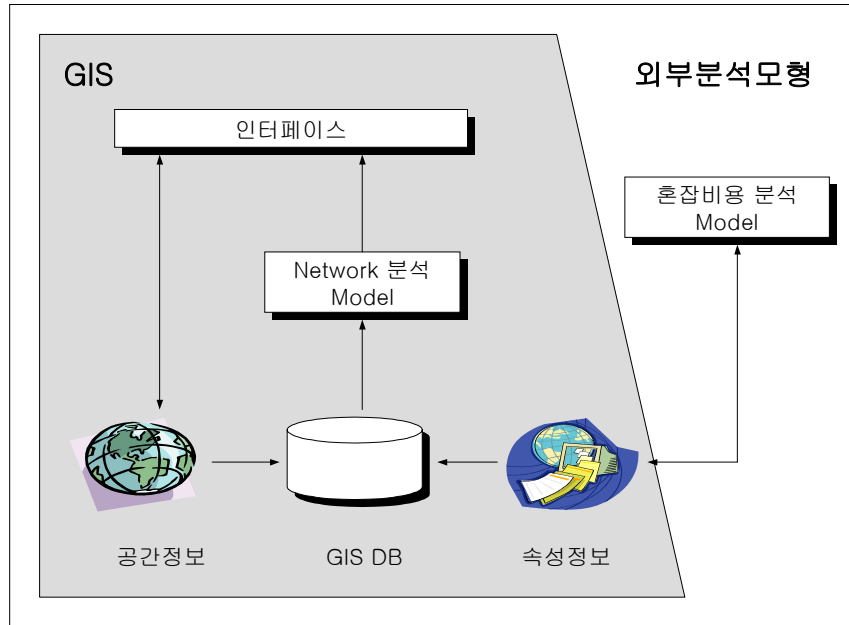 GIS
외부분석모형
인터페이스
혼잡비용 분석
Model
Network 분석
Model
공간정보
GIS DB
속성정보